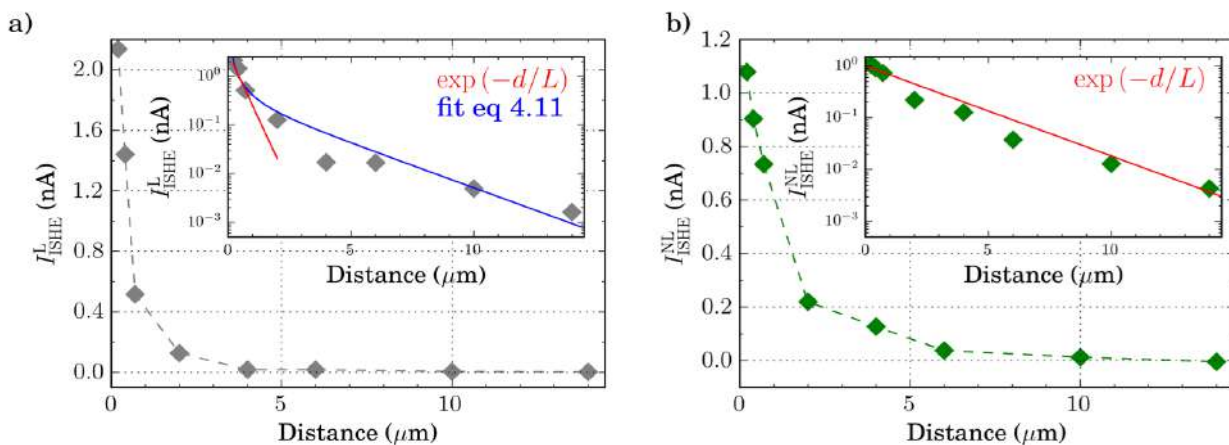 a)
I^L_ISHE (nA)
2.0
1.6
1.2
0.8
0.4
0.0
0
5
10
Distance (μm)
I^L_ISHE (nA)
10^0
10^-1
10^-2
10^-3
0
5
10
Distance (μm)
exp (−d/L)
fit eq 4.11
b)
I^NL_ISHE (nA)
1.2
1.0
0.8
0.6
0.4
0.2
0.0
0
5
10
Distance (μm)
I^NL_ISHE (nA)
10^0
10^-1
10^-2
10^-3
0
5
10
Distance (μm)
exp (−d/L)